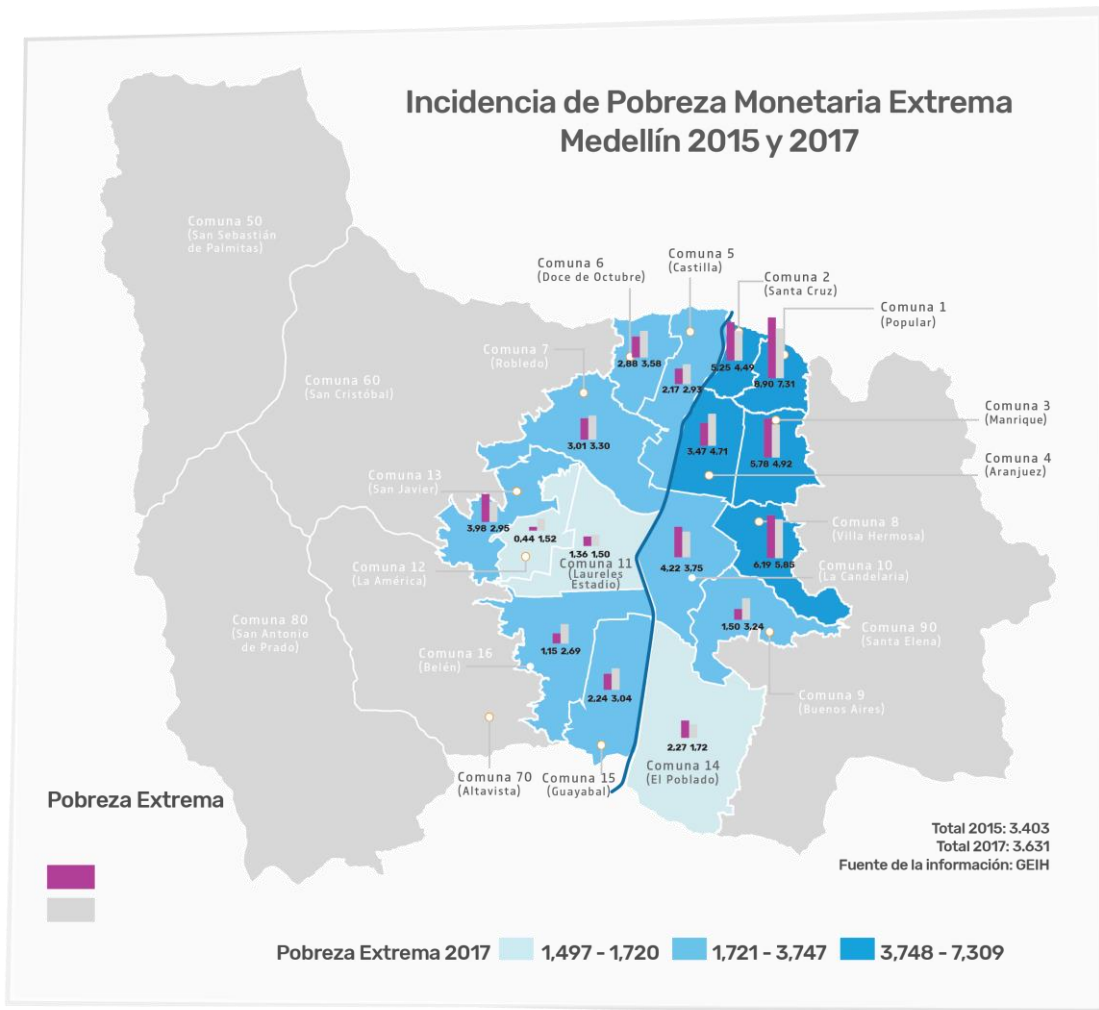 Incidencia de Pobreza Monetaria Extrema
Medellín 2015 y 2017
Comuna 50
(San Sebastián
de Palmitas)
Comuna 5
(Castilla)
Comuna 6
(Doce de Octubre)
Comuna 2
(Santa Cruz)
Comuna 1
(Popular)
Comuna 7
(Robledo)
2.88 3.58
5.25 4.49
2.17 2.93
8.90 7.31
Comuna 60
(San Cristóbal)
Comuna 3
(Manrique)
3.01 3.30
3.47 4.71
5.78 4.92
Comuna 4
(Aranjuez)
Comuna 13
(San Javier)
3.98 2.95
0.44 1.52
1.36 1.50
Comuna 8
(Villa Hermosa)
Comuna 12
(La América)
Comuna 11
(Laureles
Estadio)
4.22 3.75
6.19 5.85
Comuna 10
(La Candelaria)
Comuna 80
(San Antonio
de Prado)
1.50 3.24
Comuna 90
(Santa Elena)
Comuna 16
(Belén)
1.15 2.69
2.24 3.04
Comuna 9
(Buenos Aires)
2.27 1.72
Comuna 14
(El Poblado)
Comuna 70
(Altavista)
Comuna 15
(Guayabal)
Pobreza Extrema
Total 2015: 3.403
Total 2017: 3.631
Fuente de la información: GEIH
Pobreza Extrema 2017 1,497 - 1,720 1,721 - 3,747 3,748 - 7,309